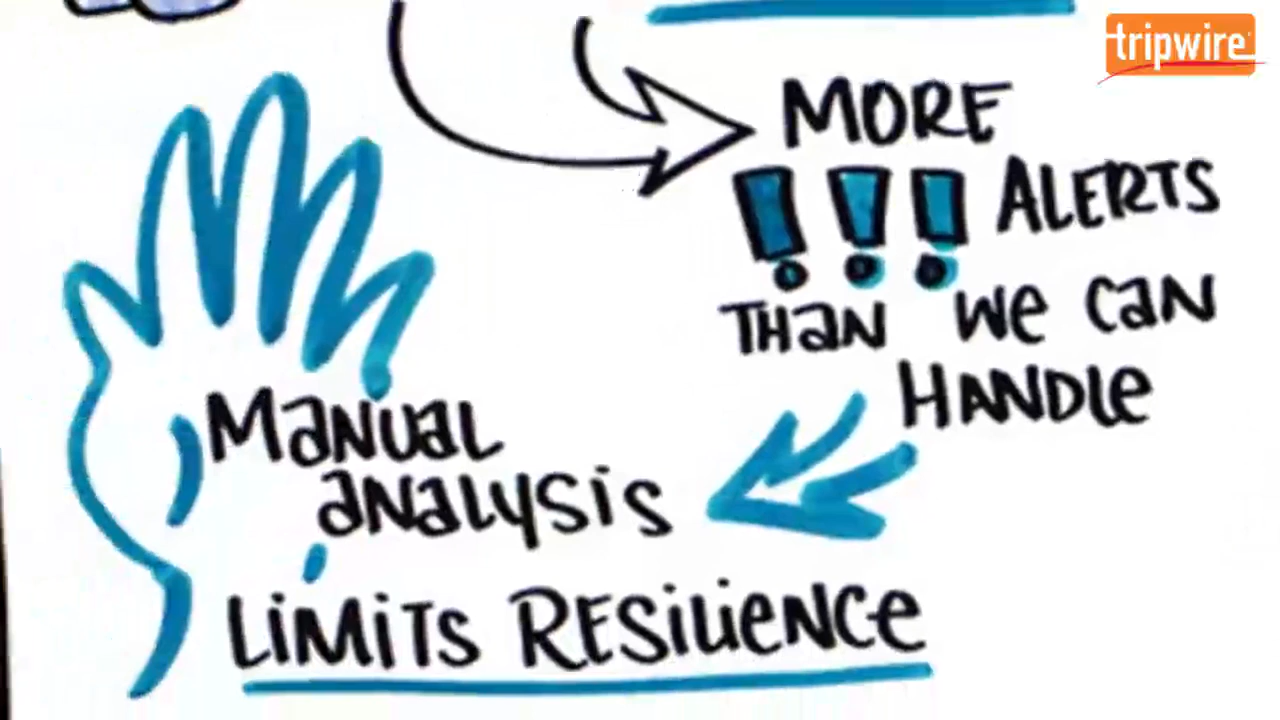 tripwire
MORE
!!! ALERTS
THAN WE CAN
HANDLE
MANUAL
ANALYSIS
LIMITS RESILIENCE